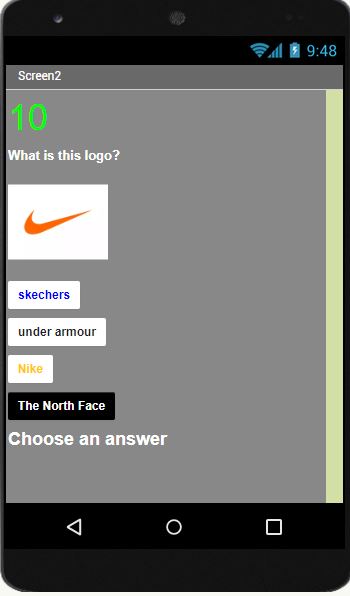 9:48
Screen2
10
What is this logo?
skechers
under armour
Nike
The North Face
Choose an answer